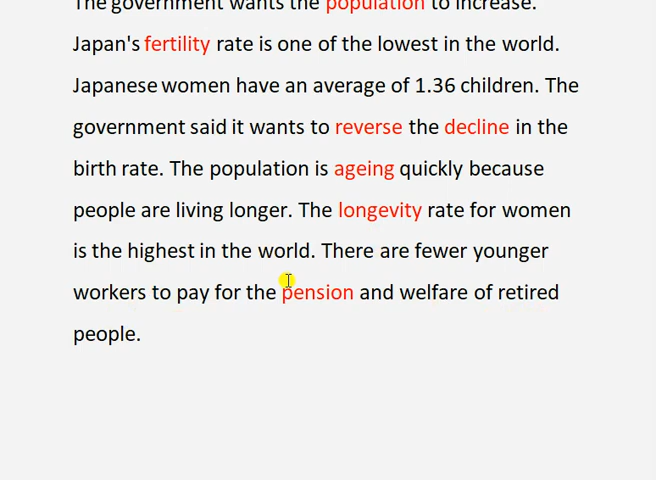 The government wants the population to increase.
Japan's fertility rate is one of the lowest in the world.
Japanese women have an average of 1.36 children. The
government said it wants to reverse the decline in the
birth rate. The population is ageing quickly because
people are living longer. The longevity rate for women
is the highest in the world. There are fewer younger
workers to pay for the pension and welfare of retired
people.